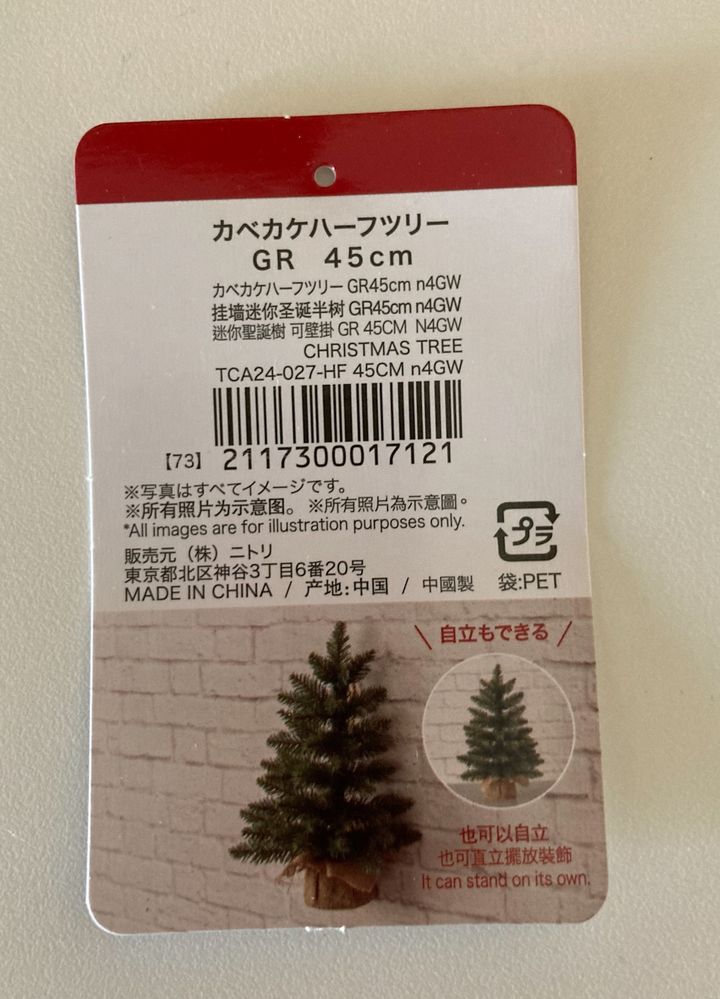 カベカケハーフツリー
GR 45cm
カベカケハーフツリー GR45cm n4GW
挂墙迷你圣诞半树 GR45cm n4GW
迷你聖誕樹 可壁掛 GR 45CM N4GW
CHRISTMAS TREE
TCA24-027-HF 45CM n4GW
【73】 2117300017121
※写真はすべてイメージです。
※所有照片为示意图。 ※所有照片為示意圖。
*All images are for illustration purposes only.
販売元（株）ニトリ
東京都北区神谷3丁目6番20号
MADE IN CHINA / 产地:中国 / 中國製
プラ
袋:PET
\ 自立もできる /
也可以自立
也可直立擺放裝飾
It can stand on its own.